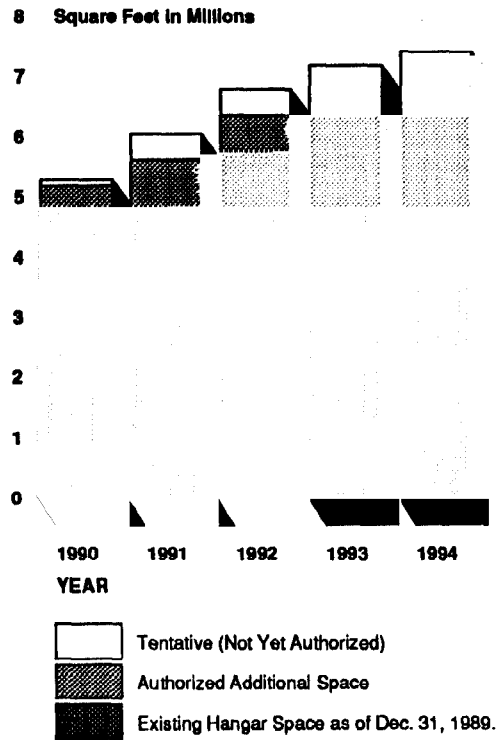 8 Square Feet in Millions
7
6
5
4
3
2
1
0
1990 1991 1992 1993 1994
YEAR
Tentative (Not Yet Authorized)
Authorized Additional Space
Existing Hangar Space as of Dec. 31, 1989.